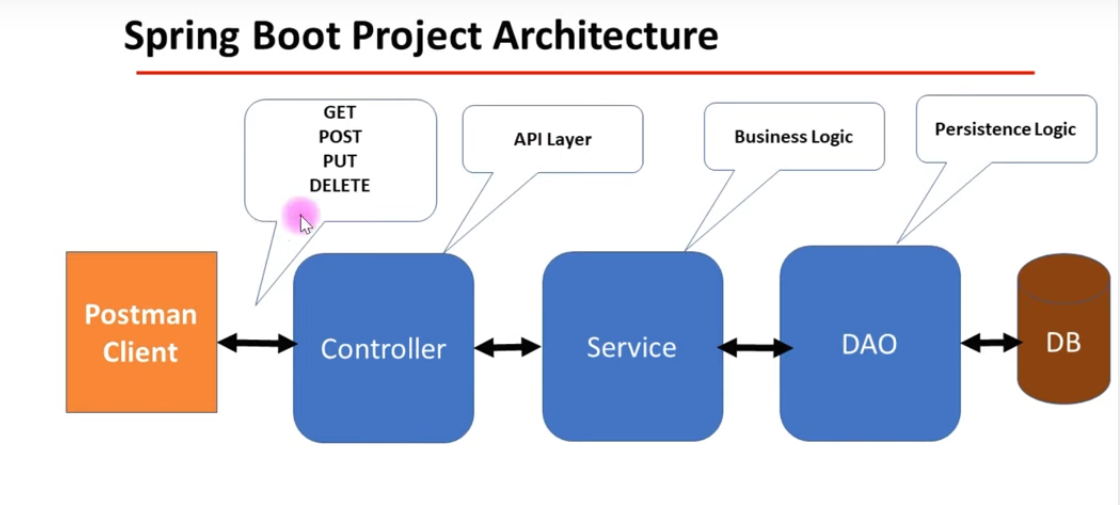 Spring Boot Project Architecture
GET
POST
PUT
DELETE
API Layer
Business Logic
Persistence Logic
Postman
Client
Controller
Service
DAO
DB